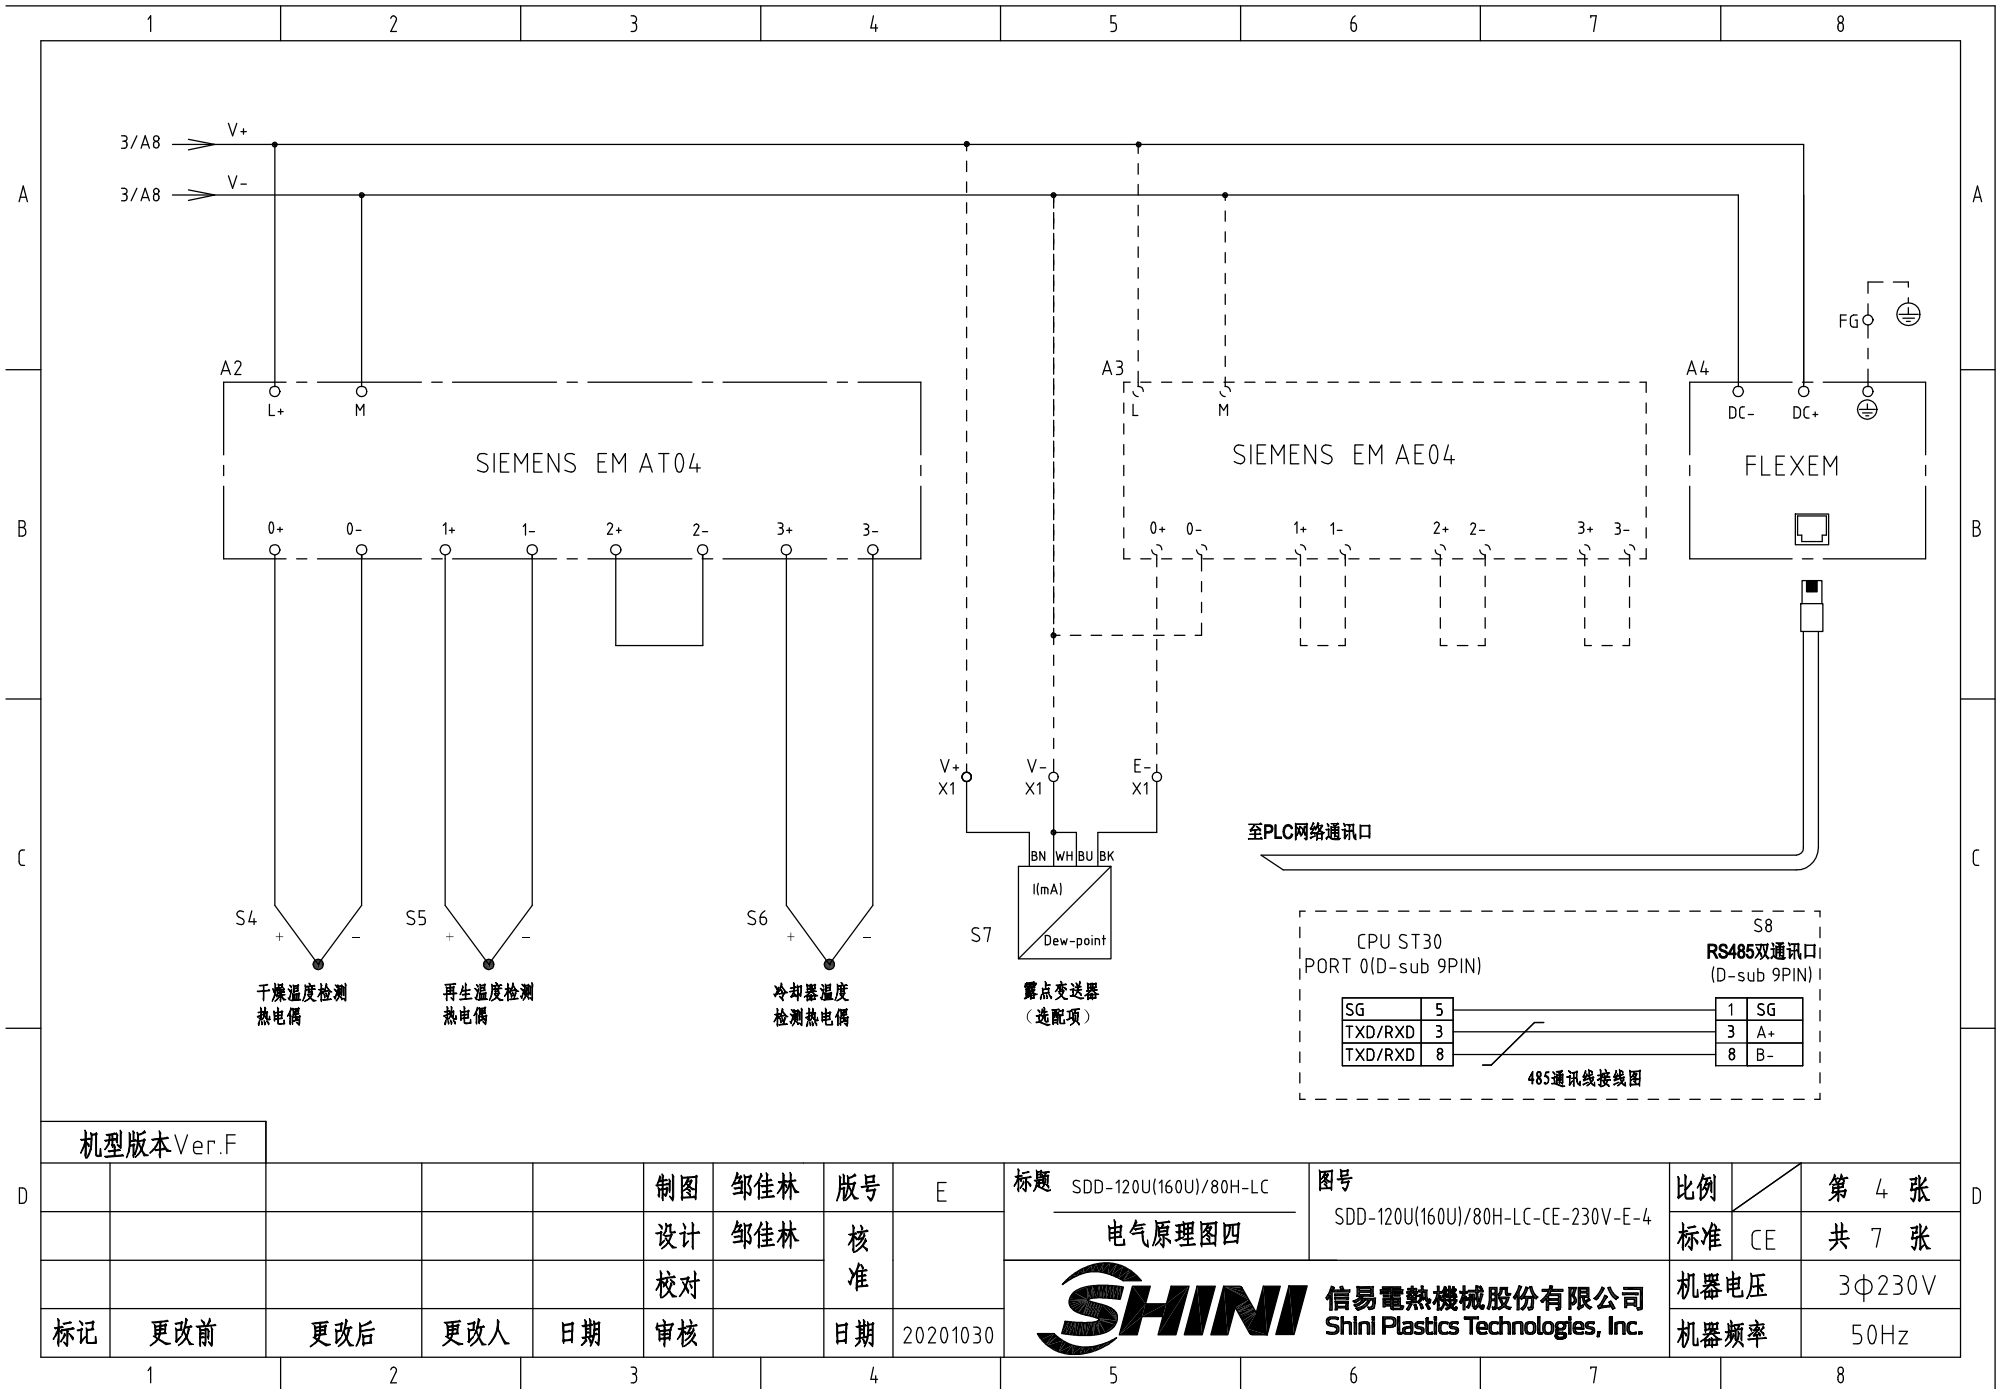 1 2 3 4 5 6 7 8
3/A8 V+
3/A8 V-
A A
FG
A2 A3 A4
L+ M L M DC- DC+
SIEMENS EM AT04
SIEMENS EM AE04
FLEXEM
B B
0+ 0- 1+ 1- 2+ 2- 3+ 3-
0+ 0- 1+ 1- 2+ 2- 3+ 3-
V+ V- E-
X1 X1 X1
至PLC网络通讯口
C C
BN WH BU BK
I(mA)
Dew-point
S4 + -
S5 + -
S6 + -
S7
干燥温度检测
热电偶
再生温度检测
热电偶
冷却器温度
检测热电偶
露点变送器
（选配项）
CPU ST30
PORT 0(D-sub 9PIN)
S8
RS485双通讯口
(D-sub 9PIN)
SG 5 1 SG
TXD/RXD 3 3 A+
TXD/RXD 8 8 B-
485通讯线接线图
机型版本Ver.F
D D
制图 邹佳林 版号 E
设计 邹佳林 核准
校对
标记 更改前 更改后 更改人 日期 审核 日期 20201030
标题 SDD-120U(160U)/80H-LC
电气原理图四
图号
SDD-120U(160U)/80H-LC-CE-230V-E-4
比例 第 4 张
标准 CE 共 7 张
机器电压 3φ230V
机器频率 50Hz
SHINI
信易電熱機械股份有限公司
Shini Plastics Technologies, Inc.
1 2 3 4 5 6 7 8